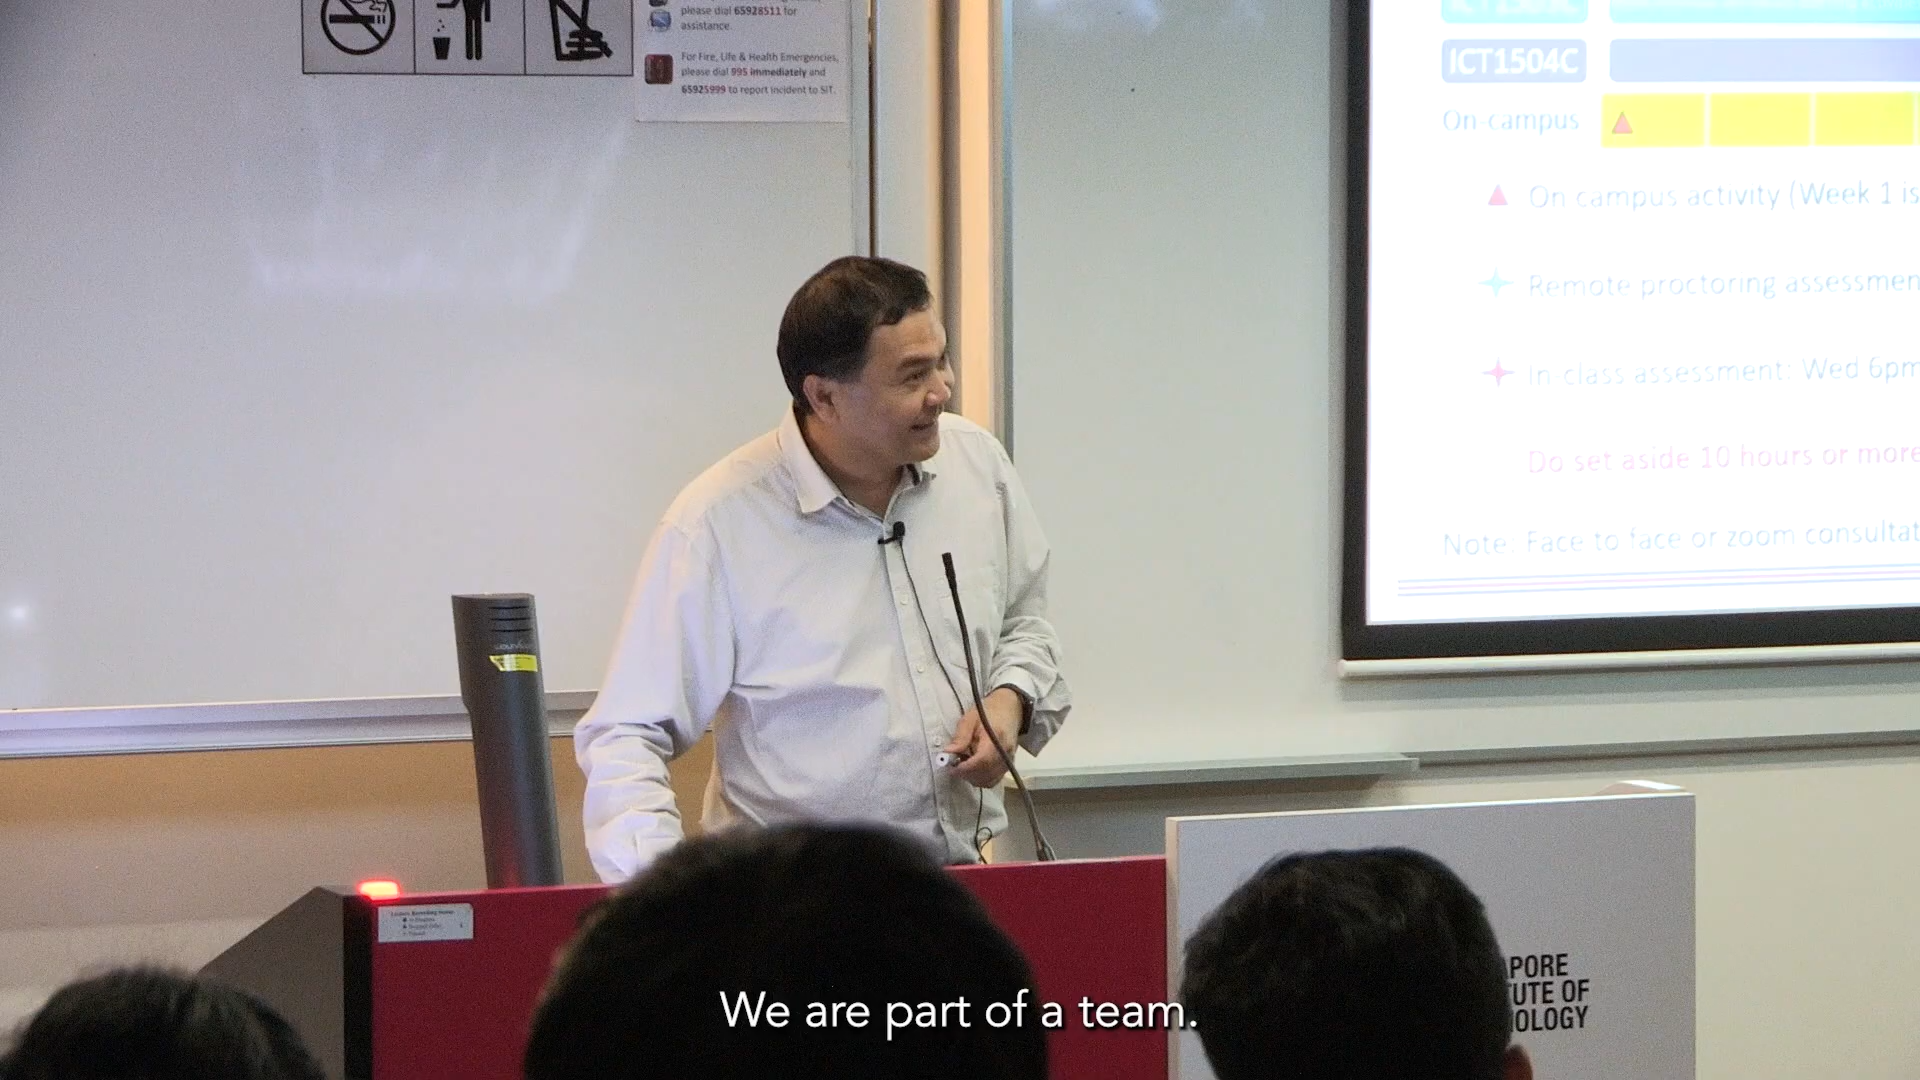 please dial 65928511 for
assistance.
For Fire, Life & Health Emergencies,
please dial 995 immediately and
65925999 to report incident to SIT.
ICT1504C
On-campus
On campus activity (Week 1 is
Remote proctoring assessmen
In-class assessment: Wed 6pm
Do set aside 10 hours or more
Note: Face to face or zoom consultat
PORE
UTE OF
OLOGY
We are part of a team.